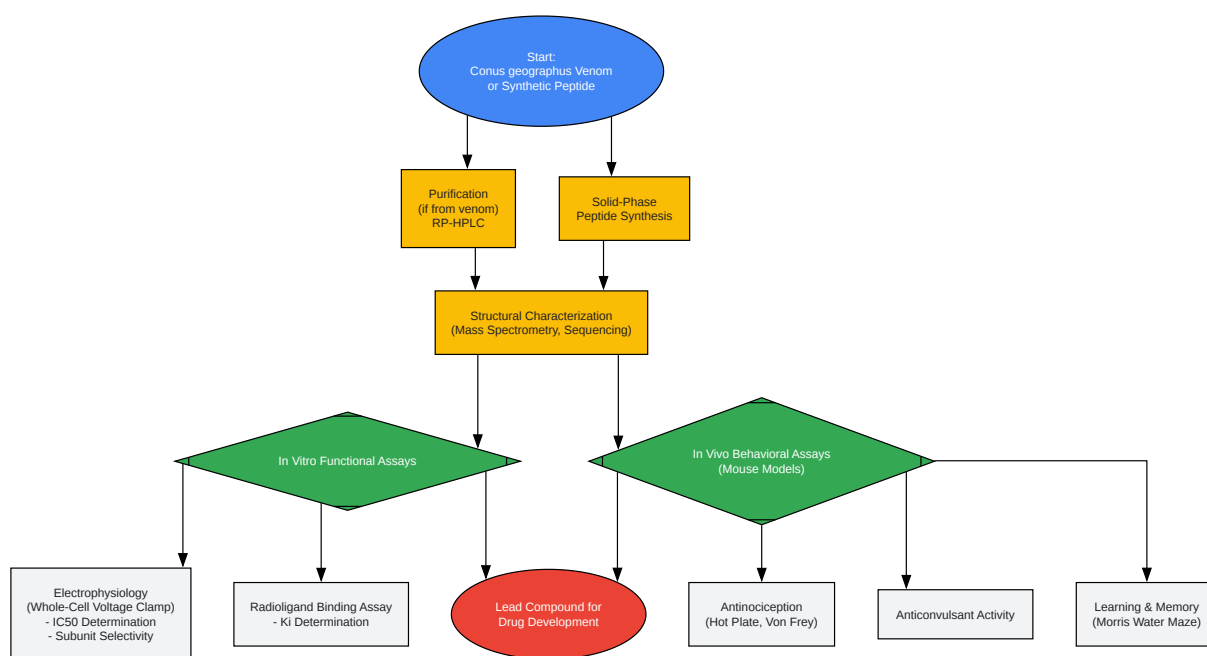 Start:
Conus geographus Venom
or Synthetic Peptide
Purification
(if from venom)
RP-HPLC
Solid-Phase
Peptide Synthesis
Structural Characterization
(Mass Spectrometry, Sequencing)
In Vitro Functional Assays
In Vivo Behavioral Assays
(Mouse Models)
Electrophysiology
(Whole-Cell Voltage Clamp)
- IC50 Determination
- Subunit Selectivity
Radioligand Binding Assay
- Ki Determination
Lead Compound for
Drug Development
Antinociception
(Hot Plate, Von Frey)
Anticonvulsant Activity
Learning & Memory
(Morris Water Maze)